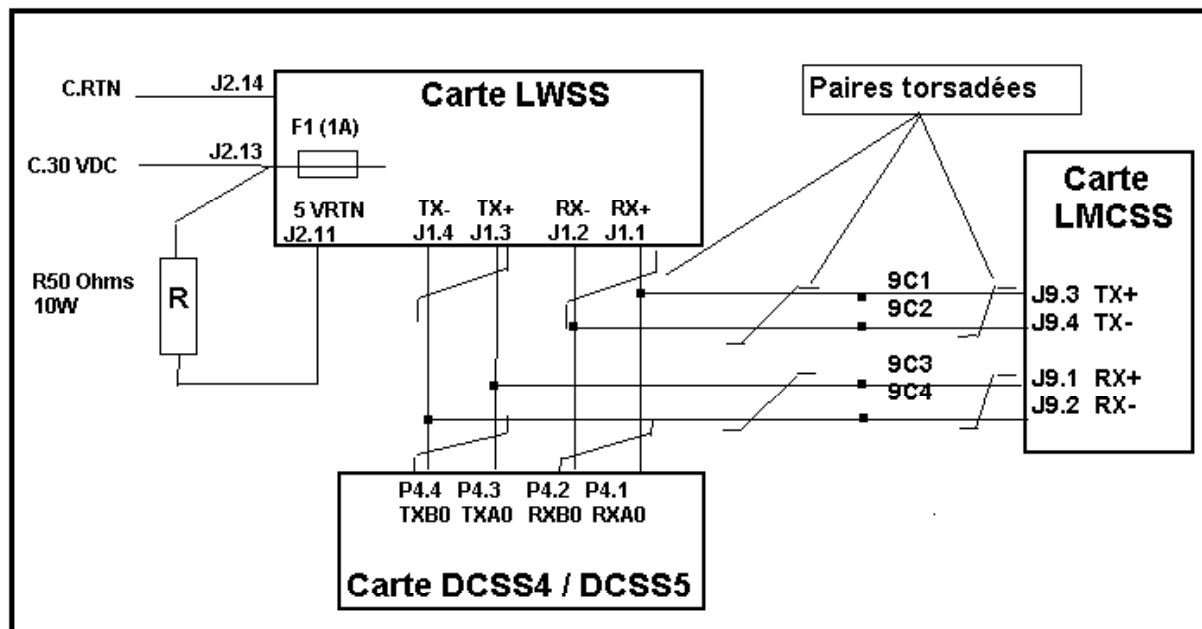 C.RTN
J2.14
Carte LWSS
Paires torsadées
F1 (1A)
C.30 VDC
J2.13
Carte
LMCSS
5 VRTN
J2.11
TX- TX+ RX- RX+
J1.4 J1.3 J1.2 J1.1
R50 Ohms
10W
R
9C1
9C2
J9.3 TX+
J9.4 TX-
9C3
9C4
J9.1 RX+
J9.2 RX-
P4.4 P4.3 P4.2 P4.1
TXB0 TXA0 RXB0 RXA0
Carte DCSS4 / DCSS5